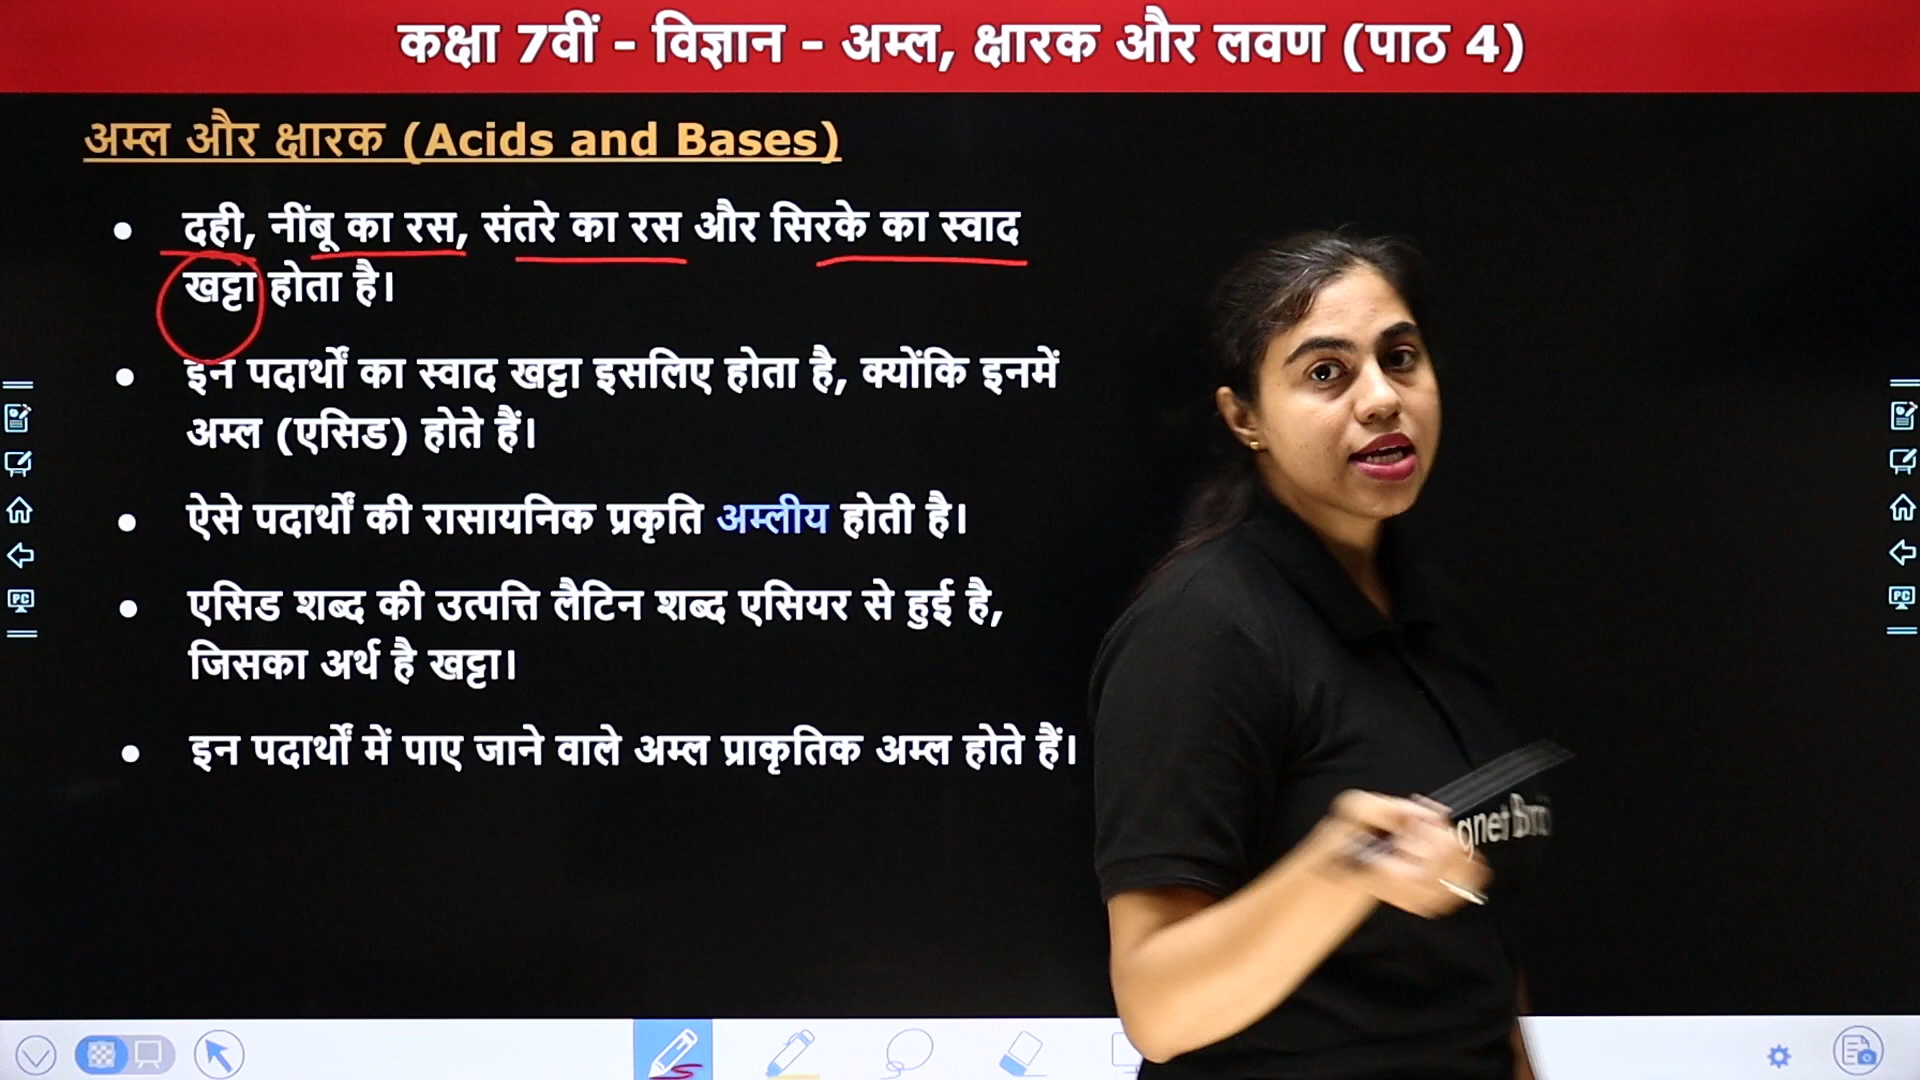 कक्षा 7वीं - विज्ञान - अम्ल, क्षारक और लवण (पाठ 4)
अम्ल और क्षारक (Acids and Bases)
• दही, नींबू का रस, संतरे का रस और सिरके का स्वाद
खट्टा होता है।
• इन पदार्थों का स्वाद खट्टा इसलिए होता है, क्योंकि इनमें
अम्ल (एसिड) होते हैं।
• ऐसे पदार्थों की रासायनिक प्रकृति अम्लीय होती है।
• एसिड शब्द की उत्पत्ति लैटिन शब्द एसियर से हुई है,
जिसका अर्थ है खट्टा।
• इन पदार्थों में पाए जाने वाले अम्ल प्राकृतिक अम्ल होते हैं।
PC
PC